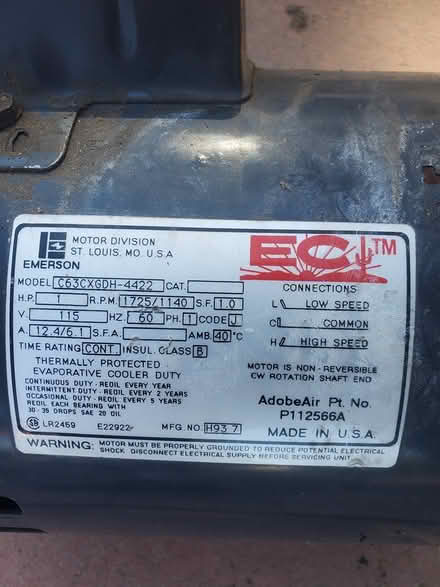 MOTOR DIVISION
ST. LOUIS, MO. U.S.A
EMERSON
ECI TM
MODEL C63CXGDH-4422 CAT.
H.P. 1 R.P.M. 1725/1140 S.F. 1.0
V. 115 HZ. 60 PH. 1 CODE J
A. 12.4/6.1 S.F.A. AMB. 40 °C
TIME RATING CONT. INSUL. CLASS B
THERMALLY PROTECTED
EVAPORATIVE COOLER DUTY
CONTINUOUS DUTY - REOIL EVERY YEAR
INTERMITTENT DUTY - REOIL EVERY 2 YEARS
OCCASIONAL DUTY - REOIL EVERY 5 YEARS
REOIL EACH BEARING WITH
30-35 DROPS SAE 20 OIL
LR2459 E22922 MFG. NO. H93 7
CONNECTIONS
L LOW SPEED
C COMMON
H HIGH SPEED
MOTOR IS NON-REVERSIBLE
CW ROTATION SHAFT END
AdobeAir Pt. No.
P112566A
MADE IN U.S.A.
WARNING: MOTOR MUST BE PROPERLY GROUNDED TO REDUCE POTENTIAL ELECTRICAL
SHOCK. DISCONNECT ELECTRICAL SUPPLY BEFORE SERVICING UNIT.